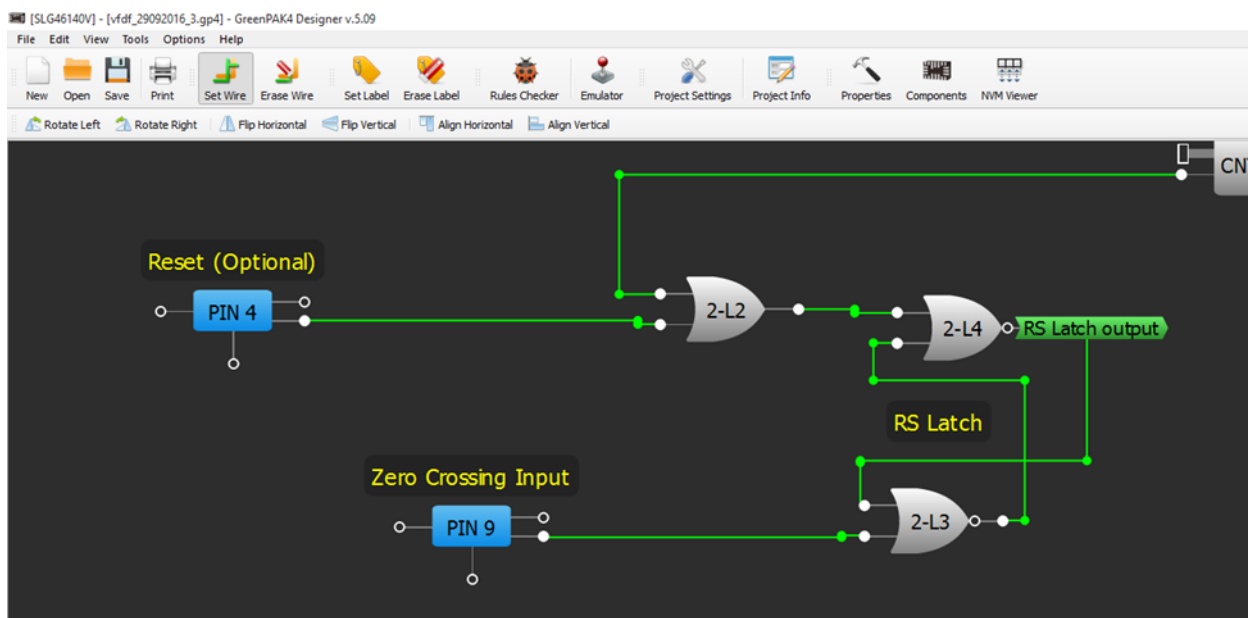 [SLG46140V] - [vfdf_29092016_3.gp4] - GreenPAK4 Designer v.5.09
File Edit View Tools Options Help
New Open Save Print Set Wire Erase Wire Set Label Erase Label Rules Checker Emulator Project Settings Project Info Properties Components NVM Viewer
Rotate Left Rotate Right Flip Horizontal Flip Vertical Align Horizontal Align Vertical
CN
Reset (Optional)
PIN 4
2-L2
2-L4
RS Latch output
RS Latch
Zero Crossing Input
PIN 9
2-L3